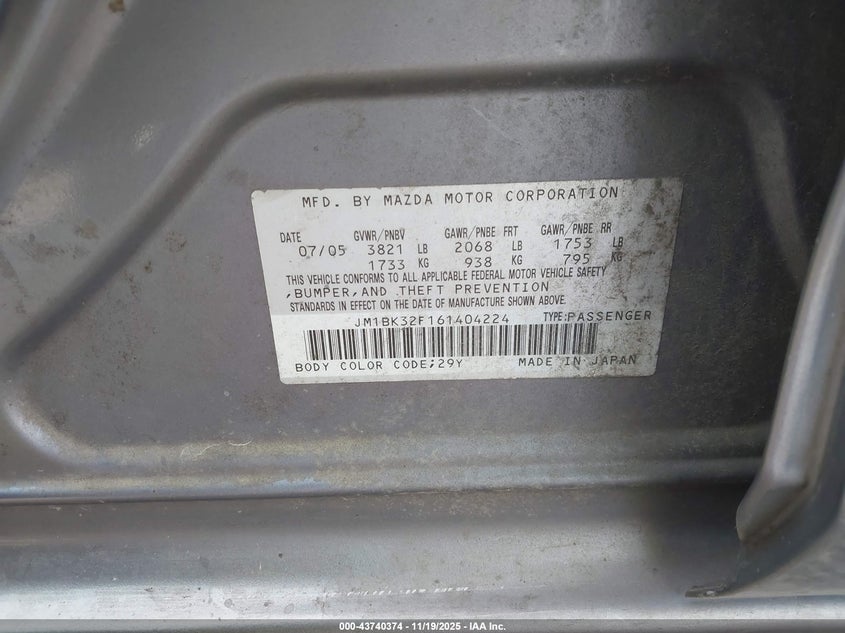 MFD. BY MAZDA MOTOR CORPORATION
DATE GVWR/PNBV GAWR/PNBE FRT GAWR/PNBE RR
07/05 3821 LB 2068 LB 1753 LB
1733 KG 938 KG 795 KG
THIS VEHICLE CONFORMS TO ALL APPLICABLE FEDERAL MOTOR VEHICLE SAFETY
,BUMPER,AND THEFT PREVENTION
STANDARDS IN EFFECT ON THE DATE OF MANUFACTURE SHOWN ABOVE.
JM1BK32F161404224 TYPE:PASSENGER
BODY COLOR CODE;29Y MADE IN JAPAN
000-43740374 - 11/19/2025 - IAA Inc.